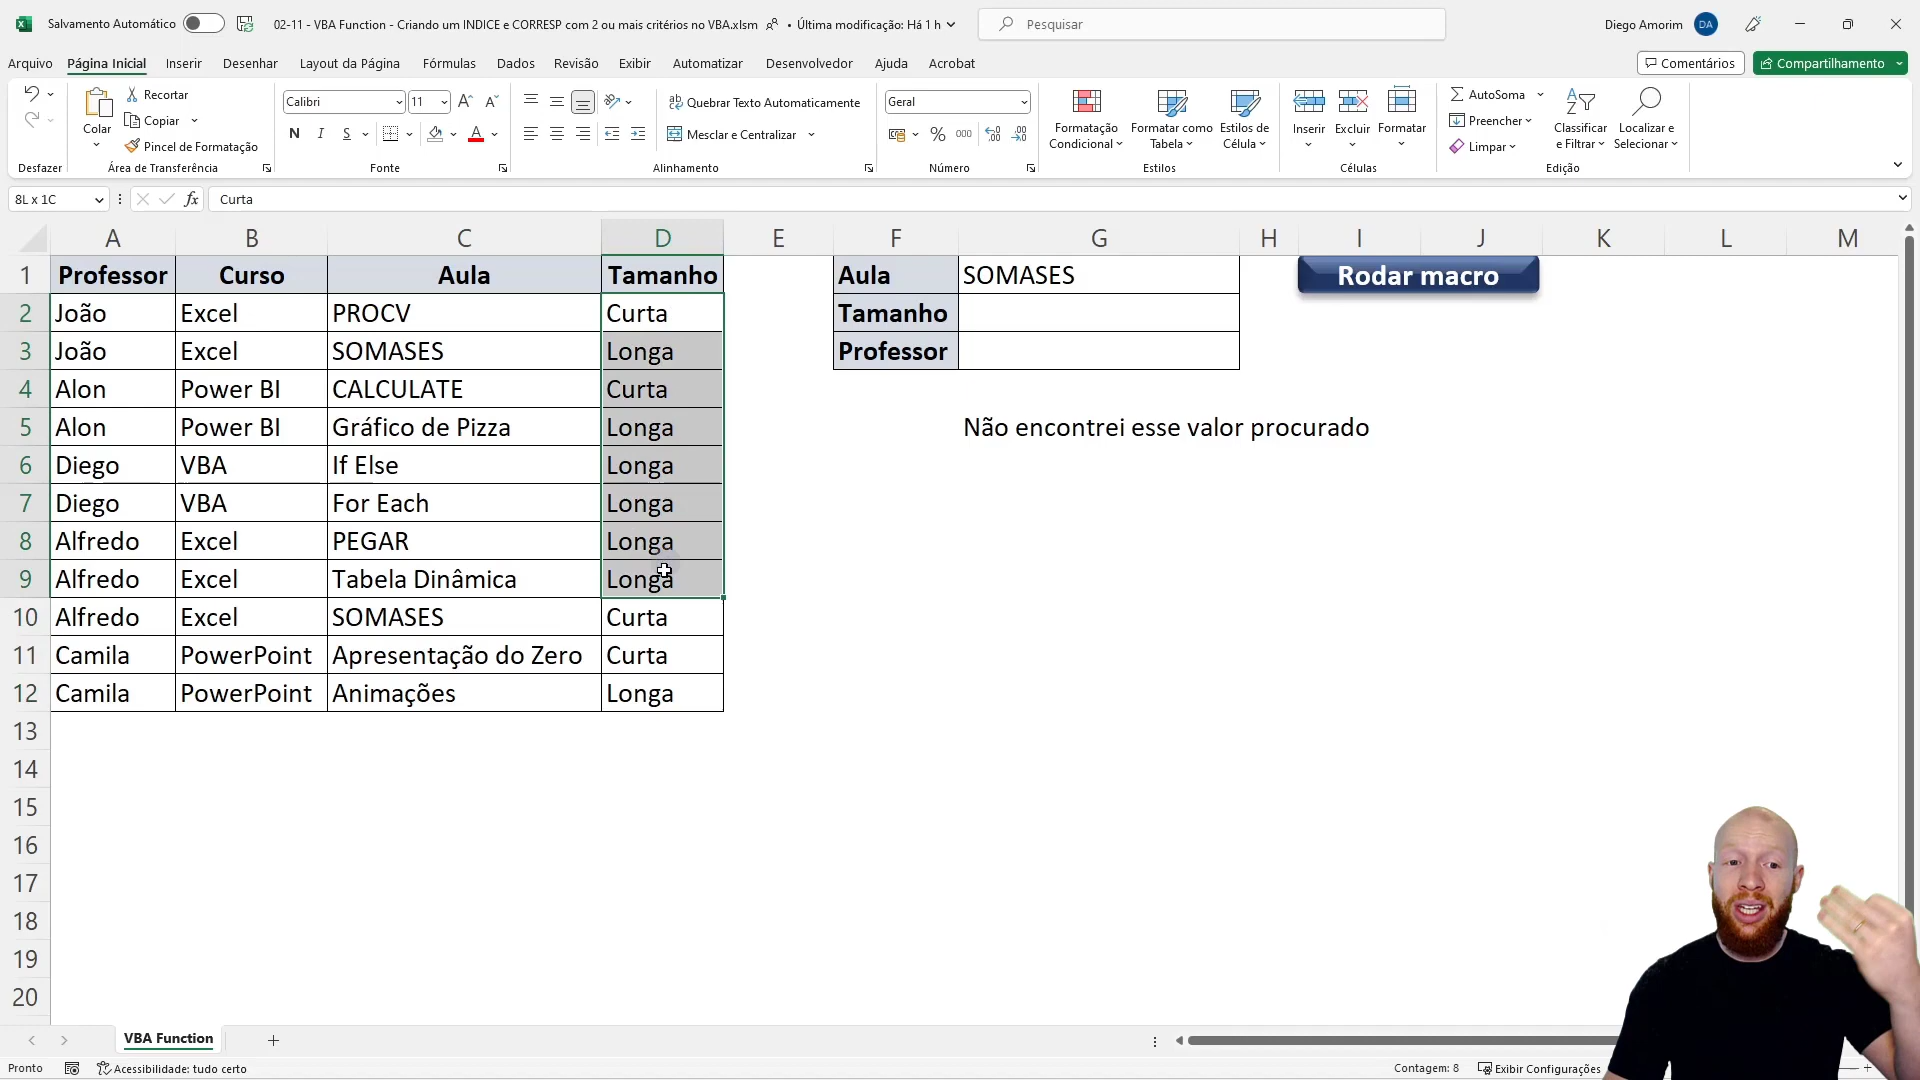 Salvamento Automático
02-11 - VBA Function - Criando um INDICE e CORRESP com 2 ou mais critérios no VBA.xlsm • Última modificação: Há 1 h
Pesquisar
Diego Amorim DA
Arquivo Página Inicial Inserir Desenhar Layout da Página Fórmulas Dados Revisão Exibir Automatizar Desenvolvedor Ajuda Acrobat
Comentários Compartilhamento
Colar
Recortar
Copiar
Pincel de Formatação
Calibri 11
N I S
Quebrar Texto Automaticamente
Mesclar e Centralizar
Geral
% 000
Formatação Condicional
Formatar como Tabela
Estilos de Célula
Inserir
Excluir
Formatar
AutoSoma
Preencher
Limpar
Classificar e Filtrar
Localizar e Selecionar
Desfazer Área de Transferência Fonte Alinhamento Número Estilos Células Edição
8L x 1C fx Curta
A B C D E F G H I J K L M
1 Professor Curso Aula Tamanho Aula SOMASES Rodar macro
2 João Excel PROCV Curta Tamanho
3 João Excel SOMASES Longa Professor
4 Alon Power BI CALCULATE Curta
5 Alon Power BI Gráfico de Pizza Longa Não encontrei esse valor procurado
6 Diego VBA If Else Longa
7 Diego VBA For Each Longa
8 Alfredo Excel PEGAR Longa
9 Alfredo Excel Tabela Dinâmica Longa
10 Alfredo Excel SOMASES Curta
11 Camila PowerPoint Apresentação do Zero Curta
12 Camila PowerPoint Animações Longa
13
14
15
16
17
18
19
20
VBA Function
Pronto Acessibilidade: tudo certo Contagem: 8 Exibir Configurações